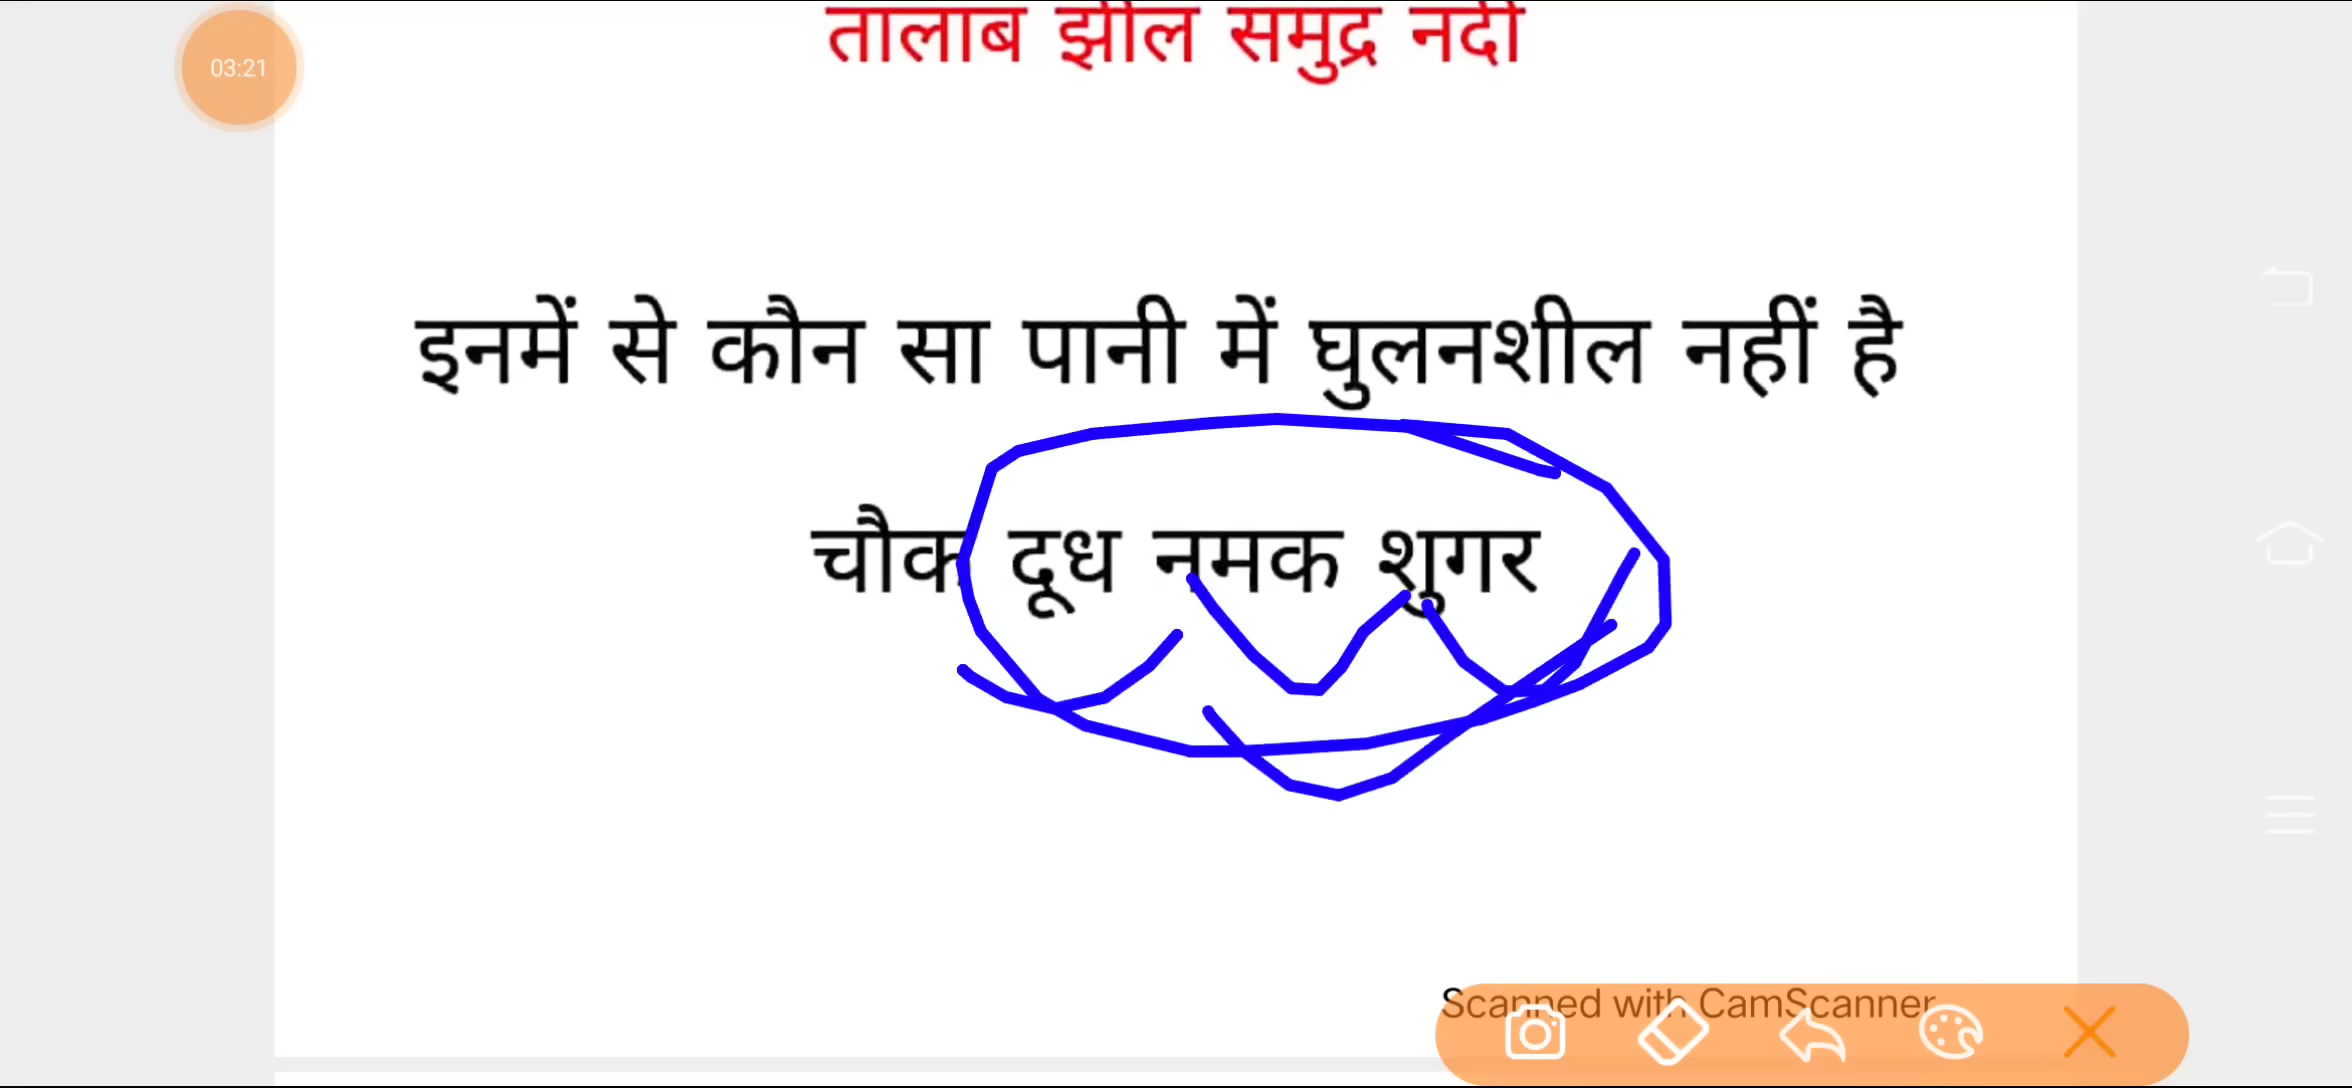 03:21
तालाब झील समुद्र नदी
इनमें से कौन सा पानी में घुलनशील नहीं है
चौक दूध नमक शुगर
Scanned with CamScanner